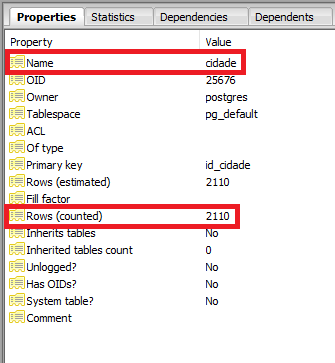 Properties Statistics Dependencies Dependents
Property Value
Name cidade
OID 25676
Owner postgres
Tablespace pg_default
ACL
Of type
Primary key id_cidade
Rows (estimated) 2110
Fill factor
Rows (counted) 2110
Inherits tables No
Inherited tables count 0
Unlogged? No
Has OIDs? No
System table? No
Comment